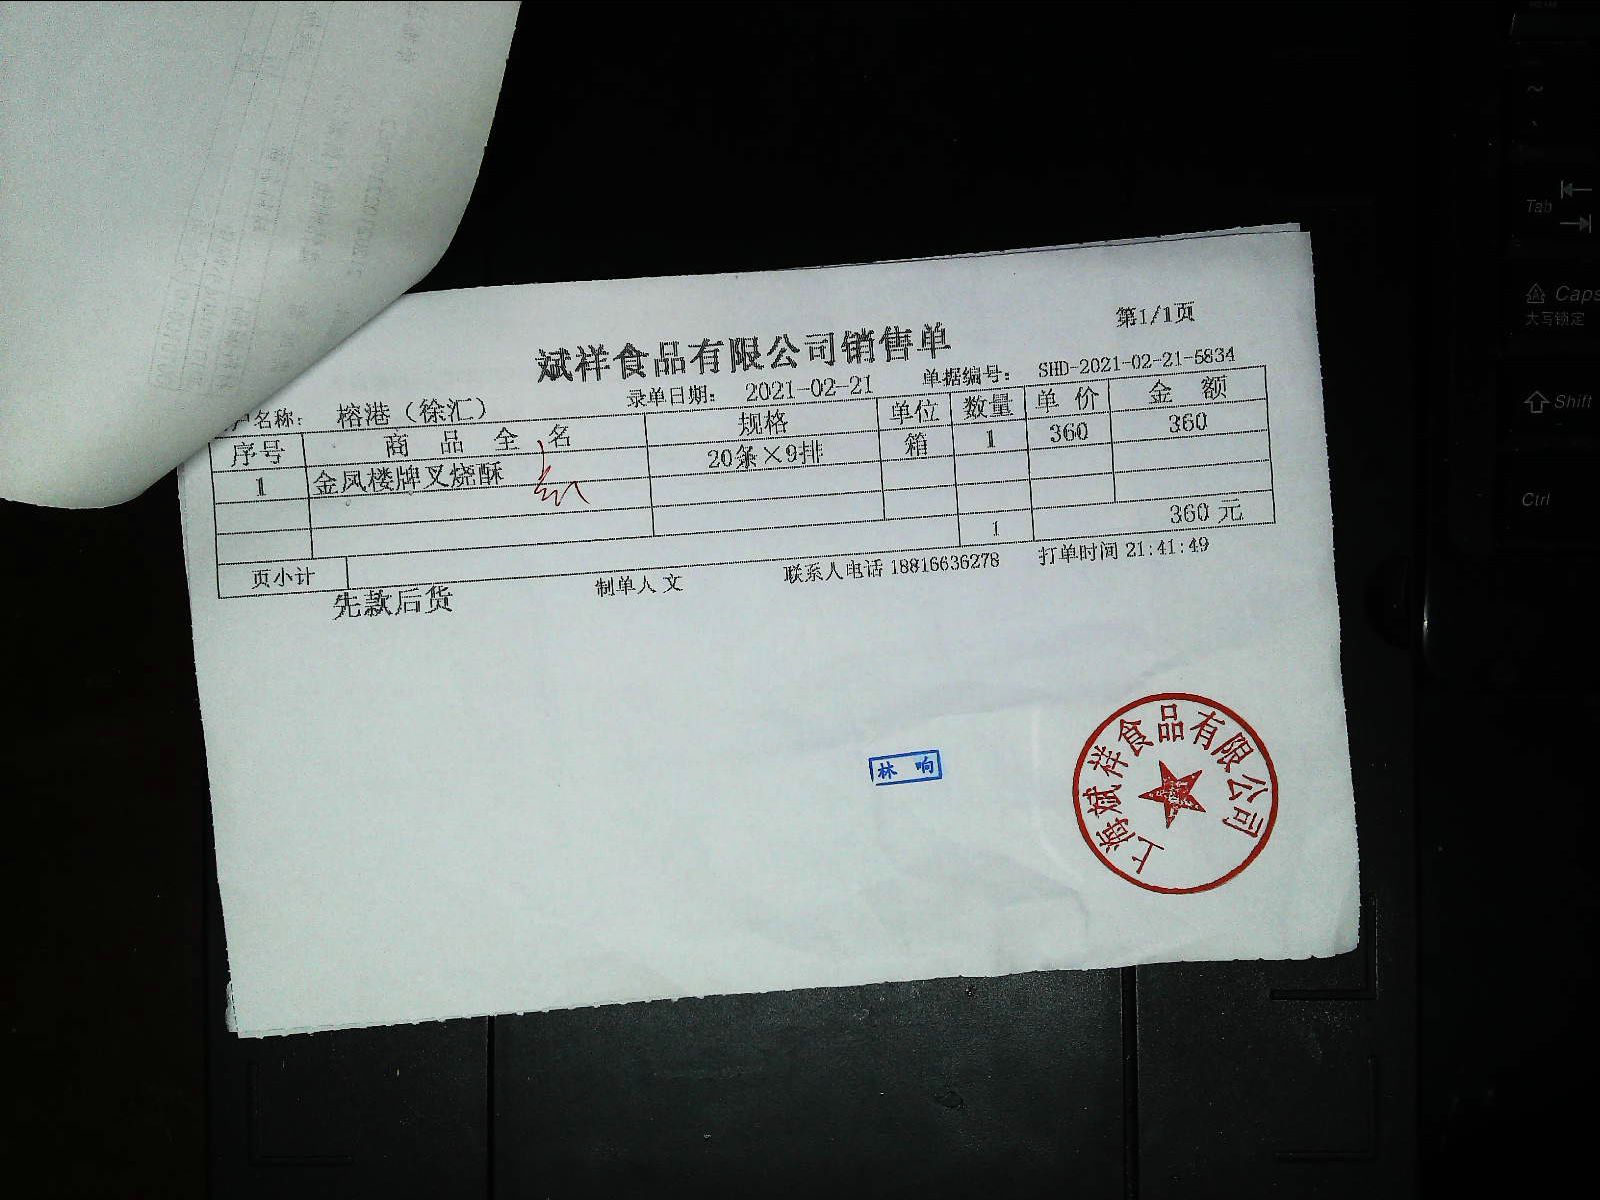 第1/1页
斌祥食品有限公司销售单
户名称： 榕港（徐汇） 录单日期： 2021-02-21 单据编号： SHD-2021-02-21-5834
序号 商品全名 规格 单位 数量 单价 金额
1 金凤楼牌叉烧酥 20条×9排 箱 1 360 360
页小计 1 360元
先款后货 制单人 文 联系人电话 18816636278 打单时间 21:41:49
林响
上海斌祥食品有限公司
Tab
Caps
大写锁定
Shift
Ctrl